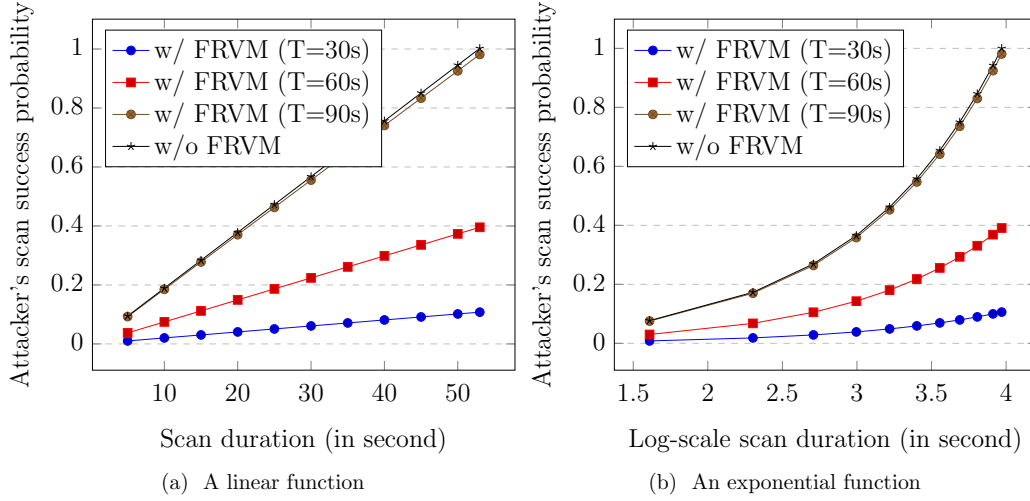 Attacker's scan success probability
1
0.8
0.6
0.4
0.2
0
w/ FRVM (T=30s)
w/ FRVM (T=60s)
w/ FRVM (T=90s)
w/o FRVM
10 20 30 40 50
Scan duration (in second)
(a) A linear function
Attacker's scan success probability
1
0.8
0.6
0.4
0.2
0
w/ FRVM (T=30s)
w/ FRVM (T=60s)
w/ FRVM (T=90s)
w/o FRVM
1.5 2 2.5 3 3.5 4
Log-scale scan duration (in second)
(b) An exponential function